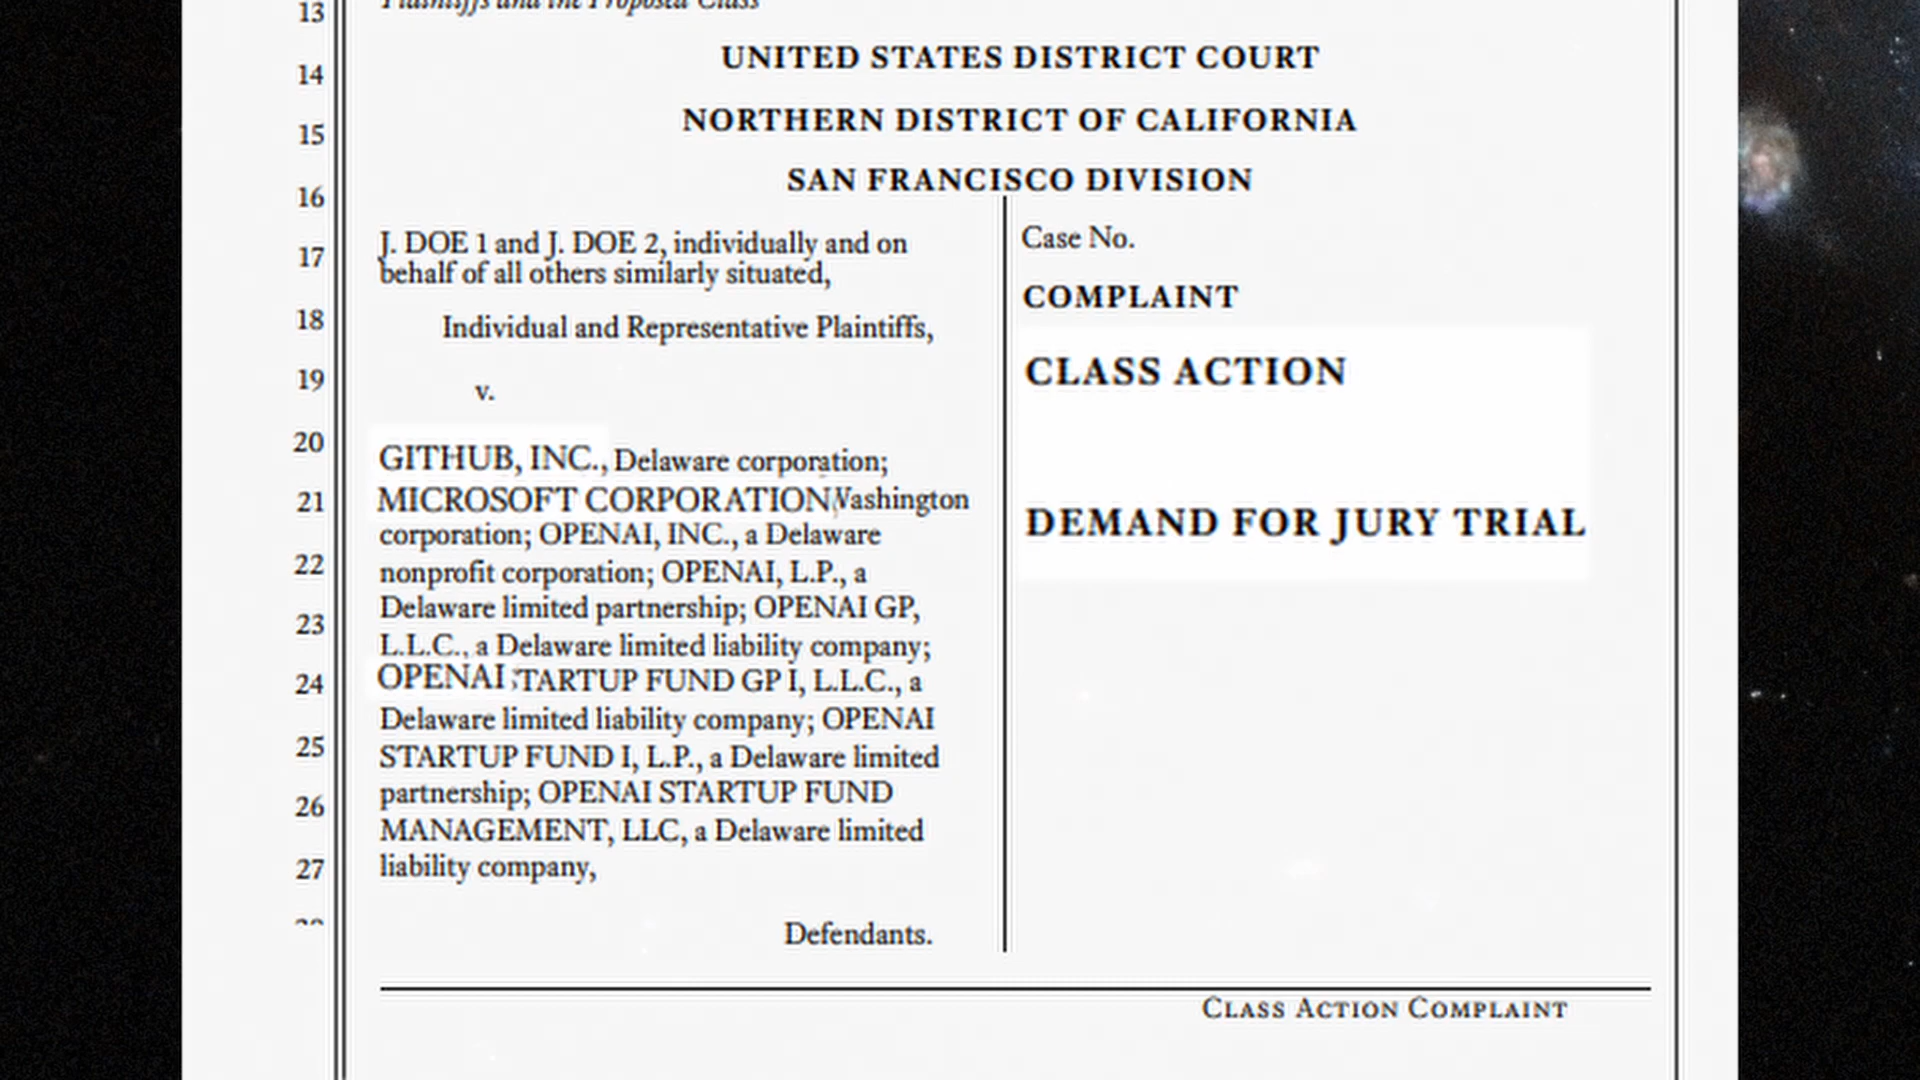 13 Plaintiffs and the Proposed Class
14 UNITED STATES DISTRICT COURT
15 NORTHERN DISTRICT OF CALIFORNIA
16 SAN FRANCISCO DIVISION
17 J. DOE 1 and J. DOE 2, individually and on
behalf of all others similarly situated,
18 Individual and Representative Plaintiffs,
19 v.
20 GITHUB, INC., Delaware corporation;
21 MICROSOFT CORPORATION Washington
corporation; OPENAI, INC., a Delaware
22 nonprofit corporation; OPENAI, L.P., a
23 Delaware limited partnership; OPENAI GP,
L.L.C., a Delaware limited liability company;
24 OPENAI STARTUP FUND GP I, L.L.C., a
Delaware limited liability company; OPENAI
25 STARTUP FUND I, L.P., a Delaware limited
26 partnership; OPENAI STARTUP FUND
MANAGEMENT, LLC, a Delaware limited
27 liability company,
Defendants.
Case No.
COMPLAINT
CLASS ACTION
DEMAND FOR JURY TRIAL
CLASS ACTION COMPLAINT